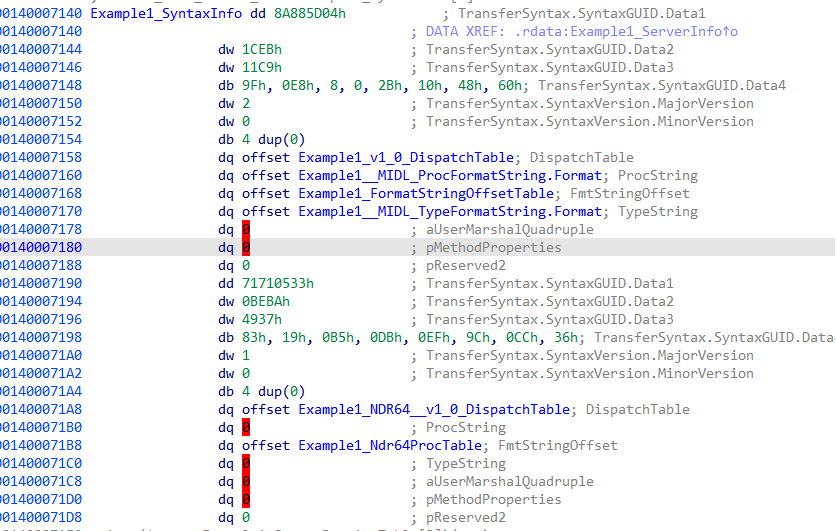 00140007140 Example1_SyntaxInfo dd 8A885D04h ; TransferSyntax.SyntaxGUID.Data1
00140007140 ; DATA XREF: .rdata:Example1_ServerInfo↑o
00140007144 dw 1CEBh ; TransferSyntax.SyntaxGUID.Data2
00140007146 dw 11C9h ; TransferSyntax.SyntaxGUID.Data3
00140007148 db 9Fh, 0E8h, 8, 0, 2Bh, 10h, 48h, 60h; TransferSyntax.SyntaxGUID.Data4
00140007150 dw 2 ; TransferSyntax.SyntaxVersion.MajorVersion
00140007152 dw 0 ; TransferSyntax.SyntaxVersion.MinorVersion
00140007154 db 4 dup(0)
00140007158 dq offset Example1_v1_0_DispatchTable; DispatchTable
00140007160 dq offset Example1__MIDL_ProcFormatString.Format; ProcString
00140007168 dq offset Example1_FormatStringOffsetTable; FmtStringOffset
00140007170 dq offset Example1__MIDL_TypeFormatString.Format; TypeString
00140007178 dq 0 ; aUserMarshalQuadruple
00140007180 dq 0 ; pMethodProperties
00140007188 dq 0 ; pReserved2
00140007190 dd 71710533h ; TransferSyntax.SyntaxGUID.Data1
00140007194 dw 0BEBAh ; TransferSyntax.SyntaxGUID.Data2
00140007196 dw 4937h ; TransferSyntax.SyntaxGUID.Data3
00140007198 db 83h, 19h, 0B5h, 0DBh, 0EFh, 9Ch, 0CCh, 36h; TransferSyntax.SyntaxGUID.Data4
001400071A0 dw 1 ; TransferSyntax.SyntaxVersion.MajorVersion
001400071A2 dw 0 ; TransferSyntax.SyntaxVersion.MinorVersion
001400071A4 db 4 dup(0)
001400071A8 dq offset Example1_NDR64__v1_0_DispatchTable; DispatchTable
001400071B0 dq 0 ; ProcString
001400071B8 dq offset Example1_Ndr64ProcTable; FmtStringOffset
001400071C0 dq 0 ; TypeString
001400071C8 dq 0 ; aUserMarshalQuadruple
001400071D0 dq 0 ; pMethodProperties
001400071D8 dq 0 ; pReserved2